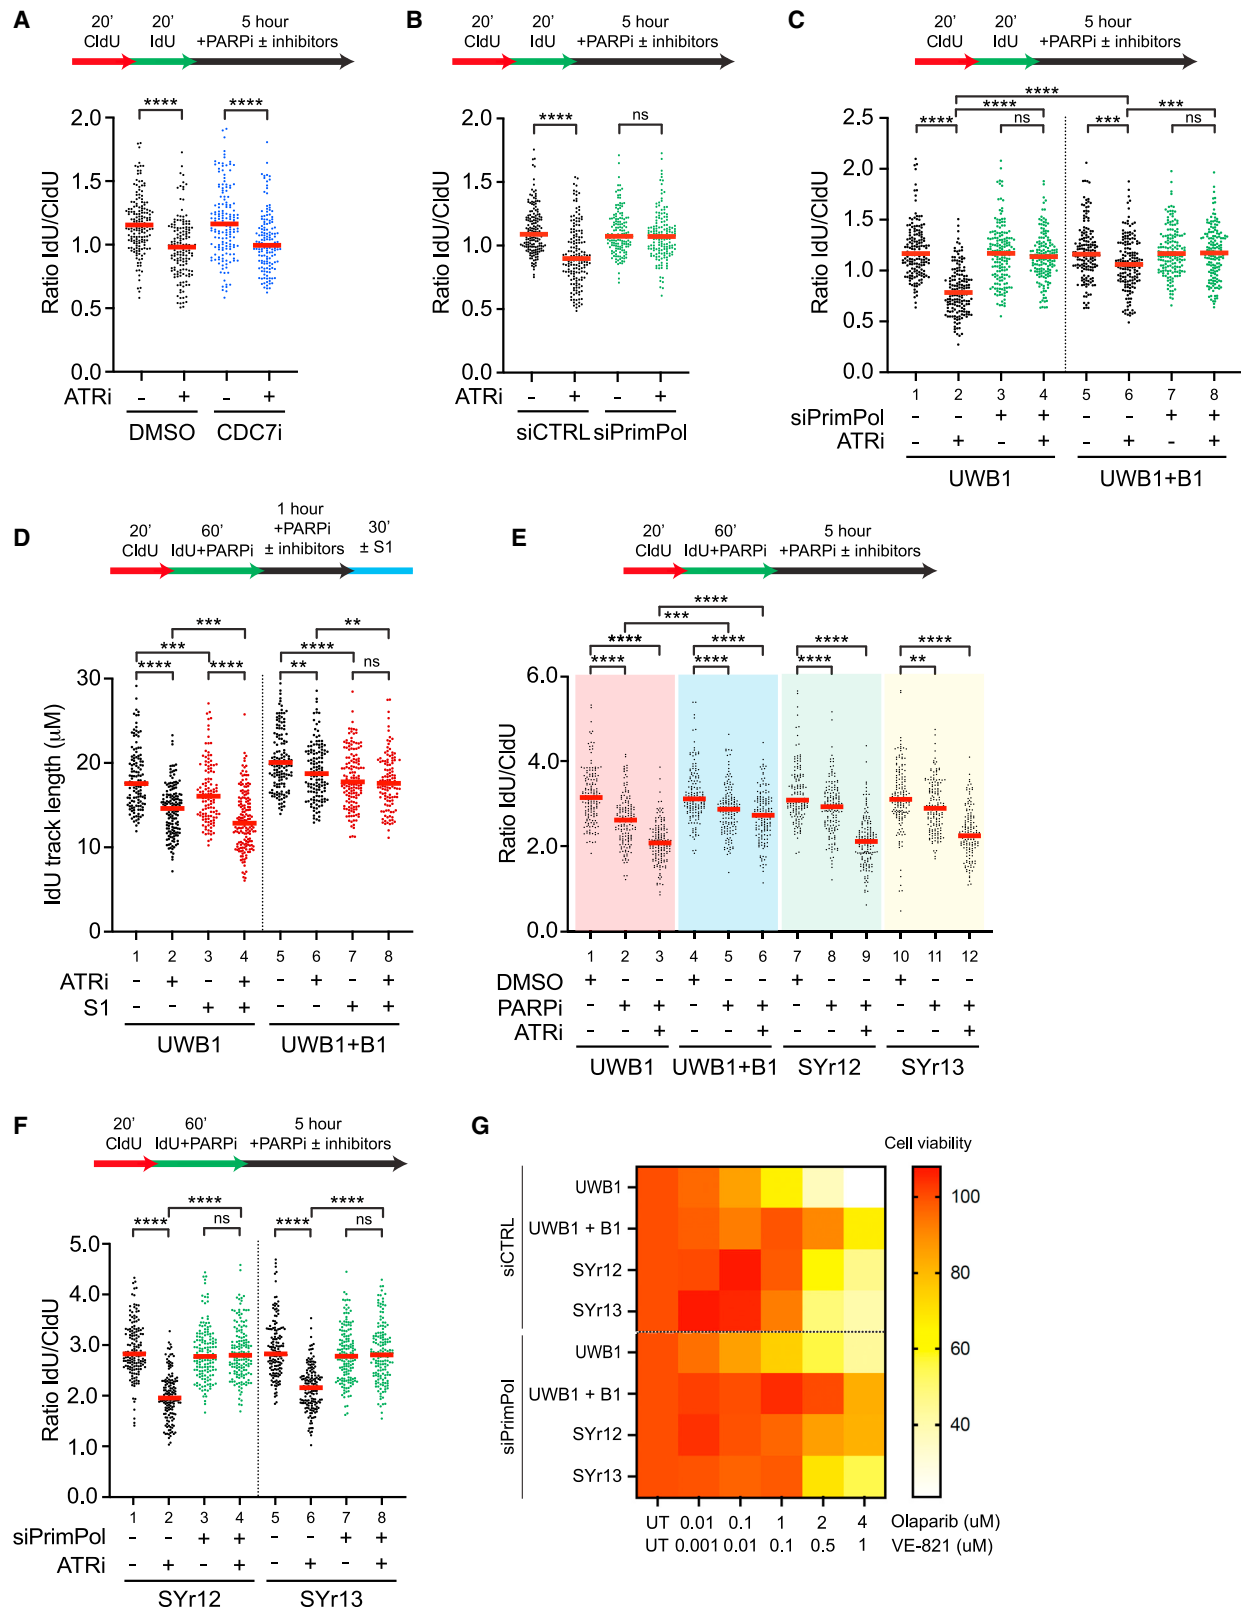 A
20' 20' 5 hour
CldU IdU +PARPi ± inhibitors
**** ****
Ratio IdU/CldU
2.0
1.5
1.0
0.5
0.0
ATRi - + - +
DMSO CDC7i
B
20' 20' 5 hour
CldU IdU +PARPi ± inhibitors
**** ns
Ratio IdU/CldU
2.0
1.5
1.0
0.5
0.0
ATRi - + - +
siCTRL siPrimPol
C
20' 20' 5 hour
CldU IdU +PARPi ± inhibitors
****
**** ***
**** ns *** ns
Ratio IdU/CldU
2.5
2.0
1.5
1.0
0.5
0.0
1 2 3 4 5 6 7 8
siPrimPol - - + + - - + +
ATRi - + - + - + - +
UWB1 UWB1+B1
D
20' 60' 1 hour 30'
CldU IdU+PARPi +PARPi ± S1
± inhibitors
*** **
*** ****
**** **** ** ns
IdU track length (uM)
30
20
10
0
1 2 3 4 5 6 7 8
ATRi - + - + - + - +
S1 - - + + - - + +
UWB1 UWB1+B1
E
20' 60' 5 hour
CldU IdU+PARPi +PARPi ± inhibitors
****
***
**** **** **** ****
**** **** **** **
Ratio IdU/CldU
6.0
4.0
2.0
0.0
1 2 3 4 5 6 7 8 9 10 11 12
DMSO + - - + - - + - - + - -
PARPi - + + - + + - + + - + +
ATRi - - + - - + - - + - - +
UWB1 UWB1+B1 SYr12 SYr13
F
20' 60' 5 hour
CldU IdU+PARPi +PARPi ± inhibitors
**** ****
**** ns **** ns
Ratio IdU/CldU
5.0
4.0
3.0
2.0
1.0
0.0
1 2 3 4 5 6 7 8
siPrimPol - - + + - - + +
ATRi - + - + - + - +
SYr12 SYr13
G
Cell viability
siCTRL
UWB1
UWB1 + B1
SYr12
SYr13
siPrimPol
UWB1
UWB1 + B1
SYr12
SYr13
UT 0.01 0.1 1 2 4 Olaparib (uM)
UT 0.001 0.01 0.1 0.5 1 VE-821 (uM)
100
80
60
40